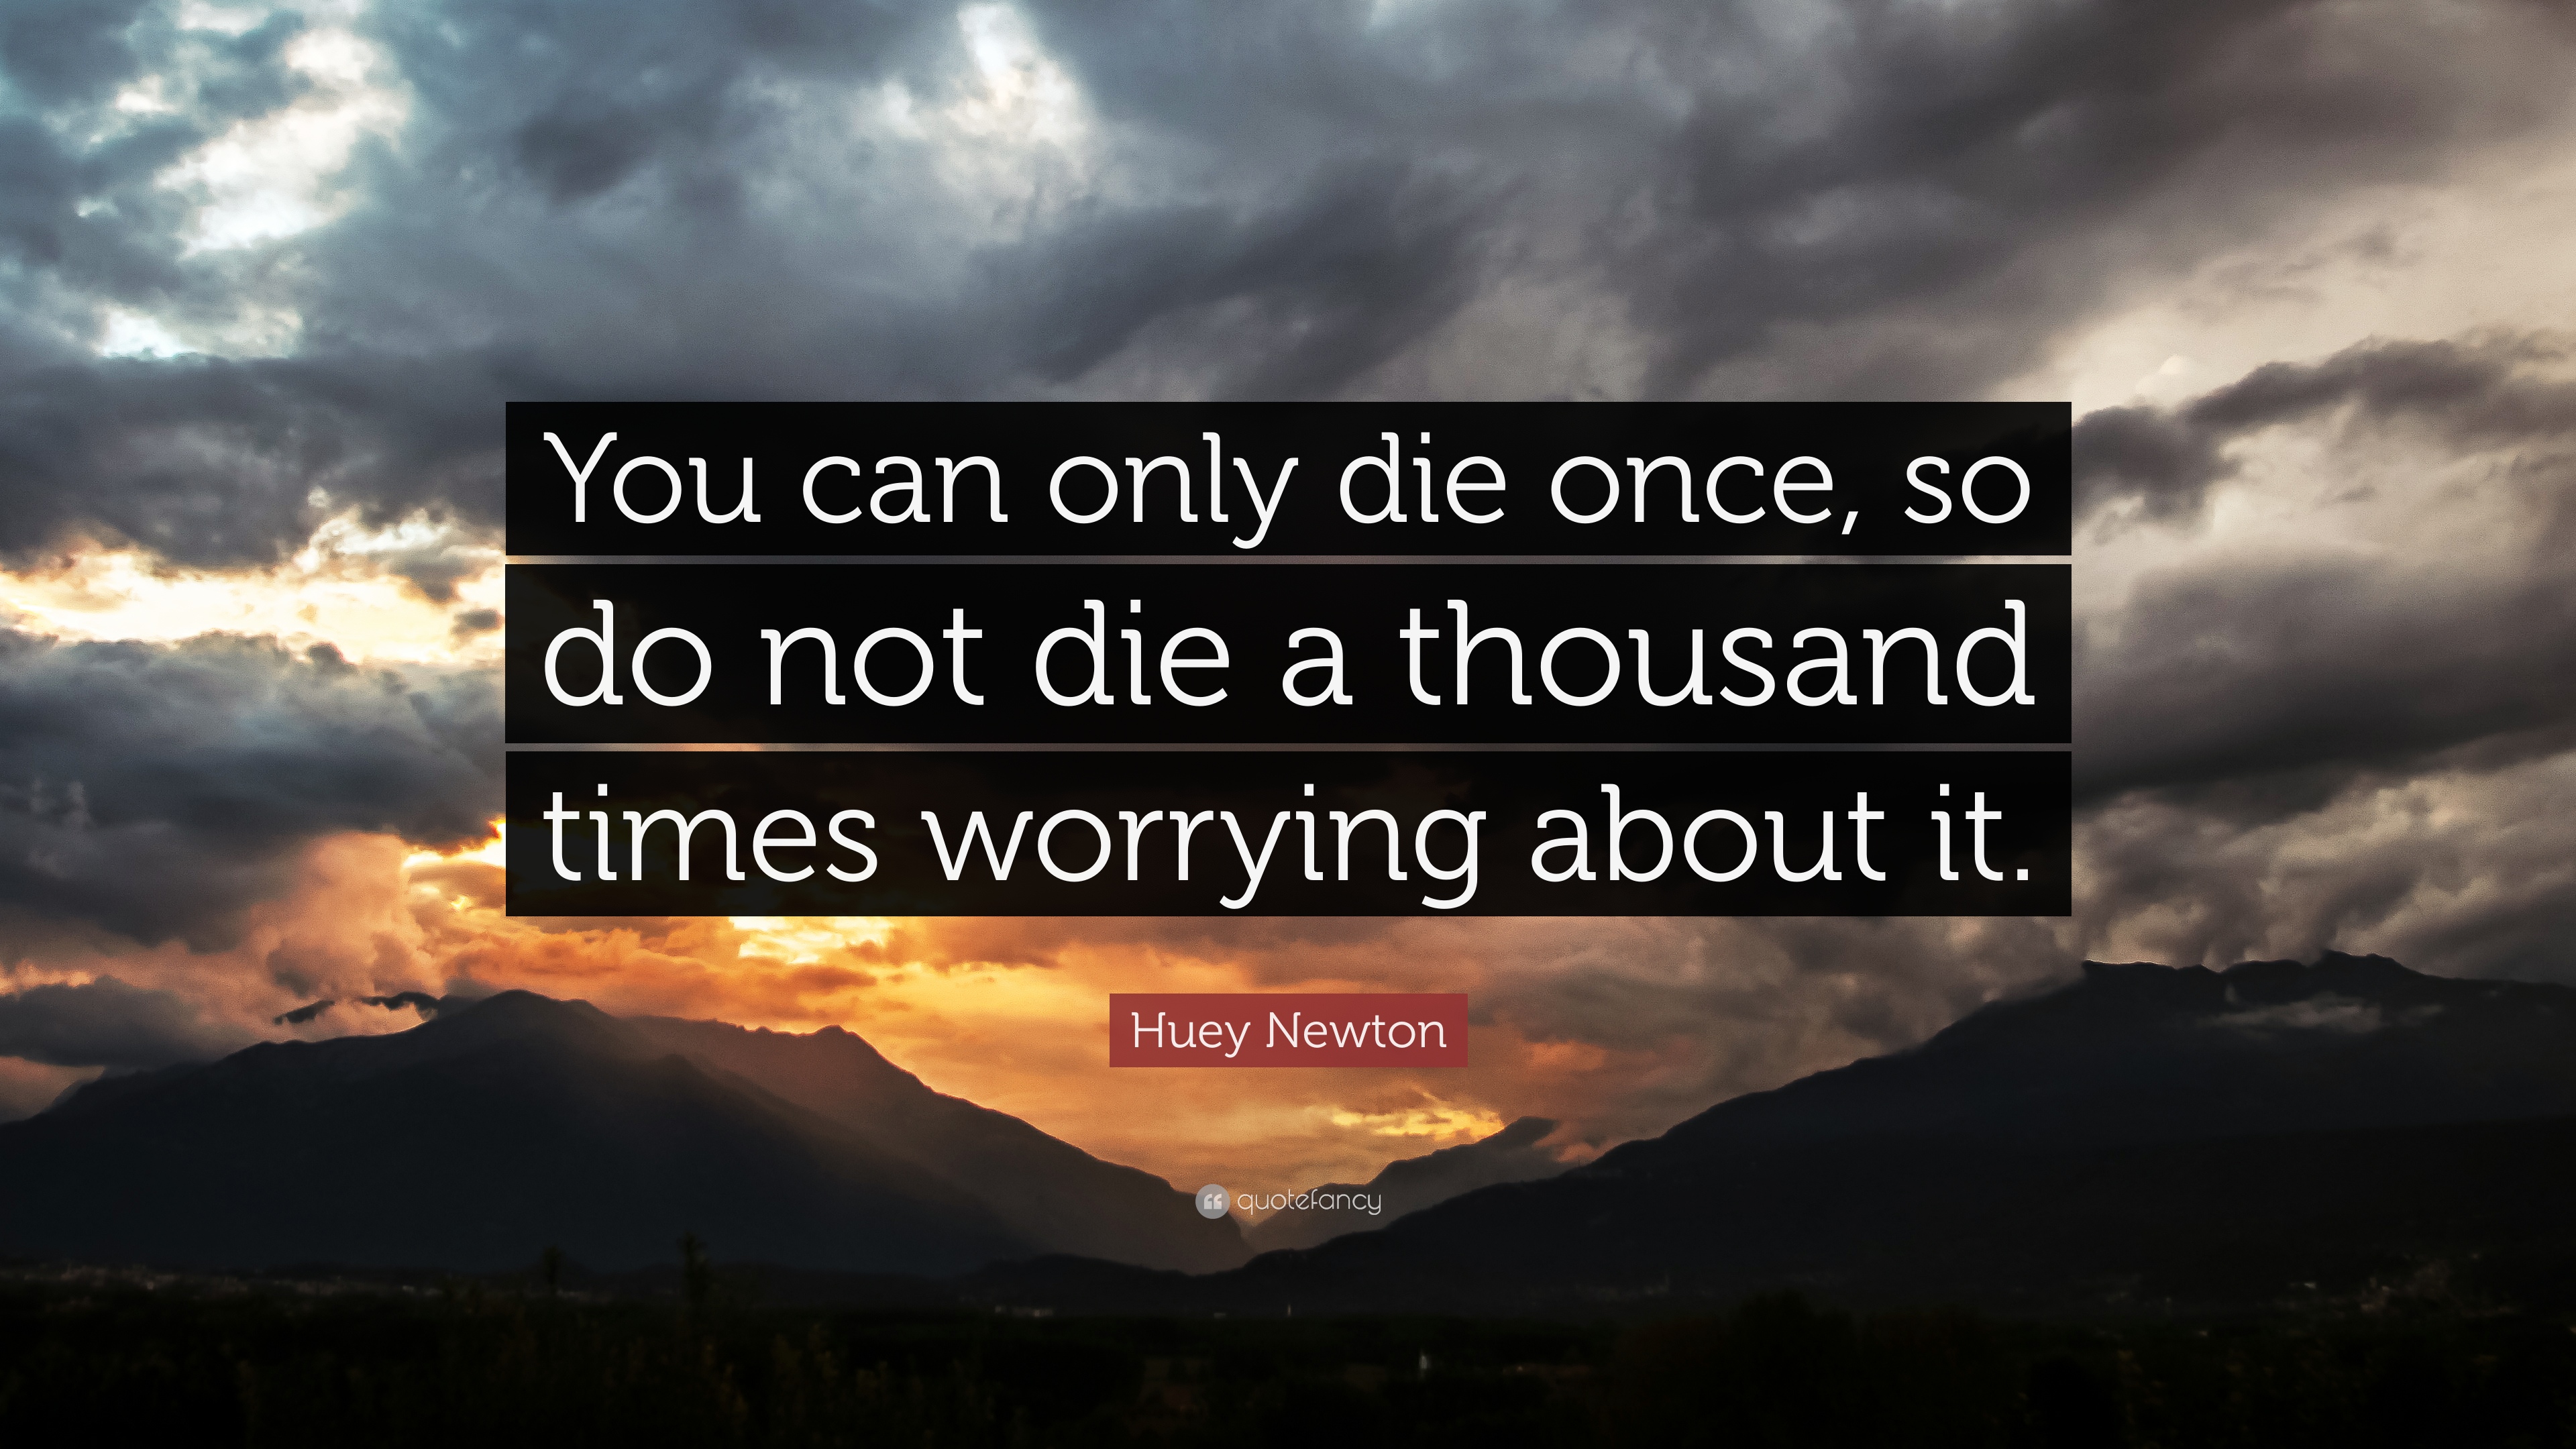 You can only die once, so
do not die a thousand
times worrying about it.
Huey Newton
quotefancy